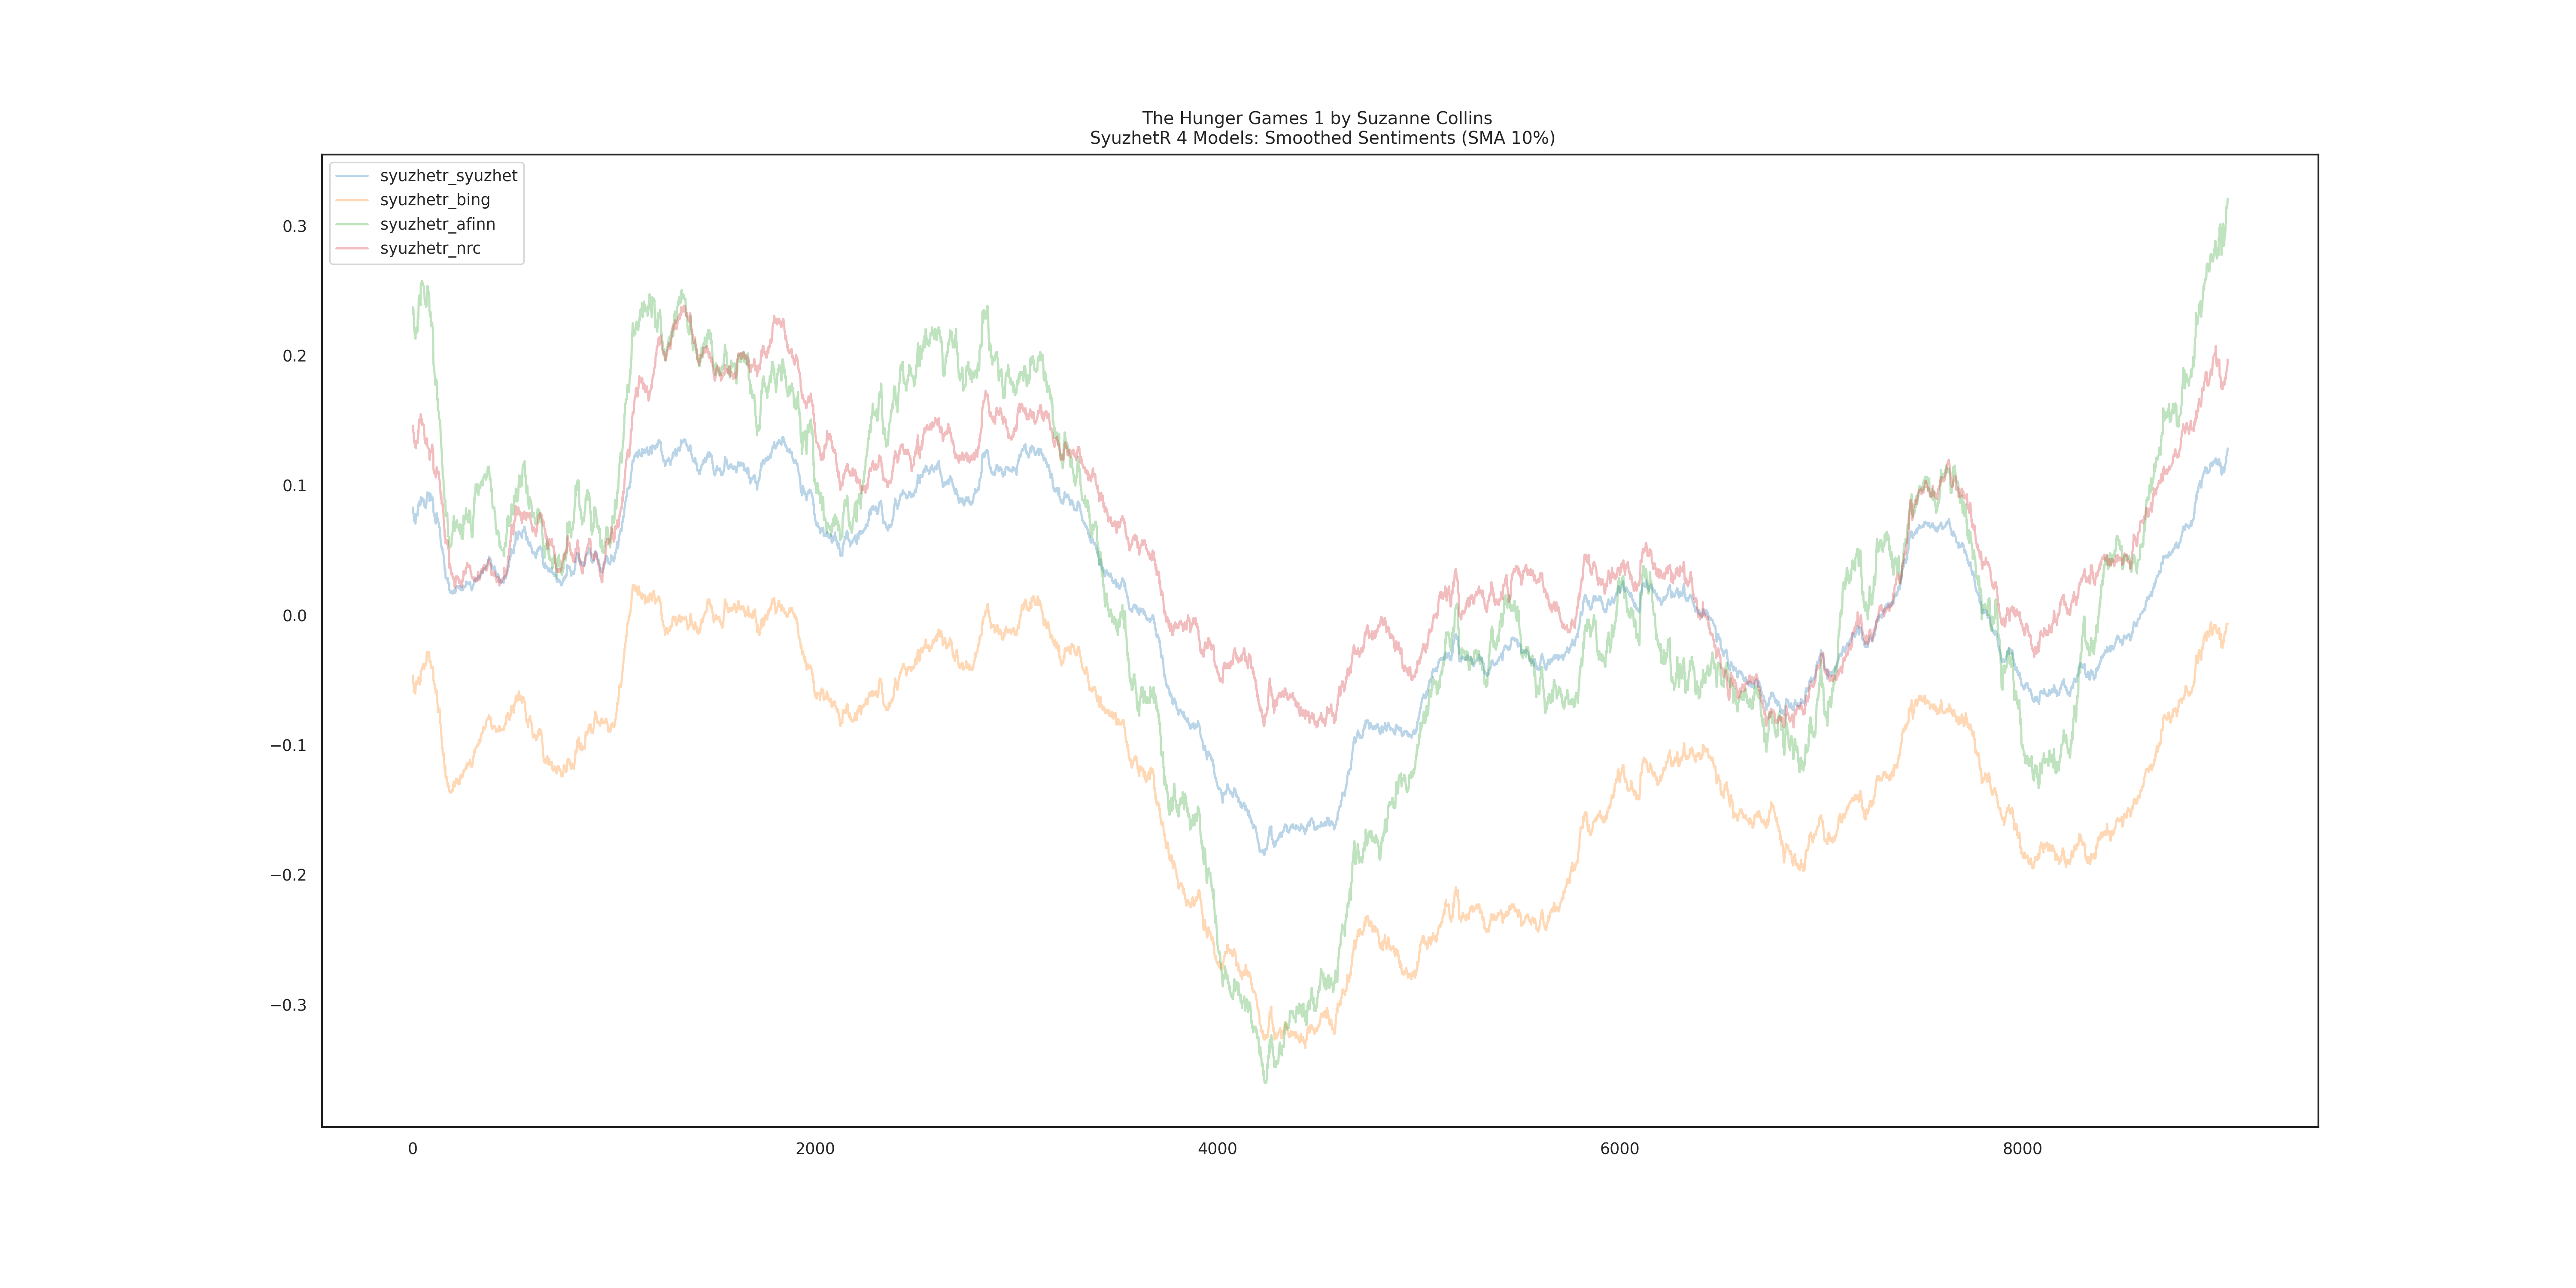 The Hunger Games 1 by Suzanne Collins
SyuzhetR 4 Models: Smoothed Sentiments (SMA 10%)
syuzhetr_syuzhet
syuzhetr_bing
syuzhetr_afinn
syuzhetr_nrc
0.3
0.2
0.1
0.0
−0.1
−0.2
−0.3
0 2000 4000 6000 8000